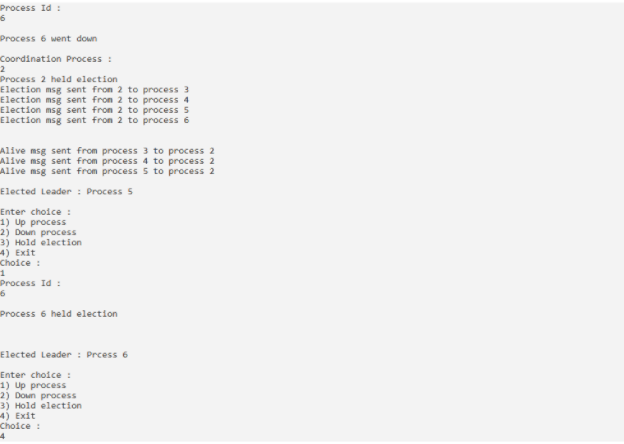 Process Id :
6
Process 6 went down
Coordination Process :
2
Process 2 held election
Election msg sent from 2 to process 3
Election msg sent from 2 to process 4
Election msg sent from 2 to process 5
Election msg sent from 2 to process 6
Alive msg sent from process 3 to process 2
Alive msg sent from process 4 to process 2
Alive msg sent from process 5 to process 2
Elected Leader : Process 5
Enter choice :
1) Up process
2) Down process
3) Hold election
4) Exit
Choice :
1
Process Id :
6
Process 6 held election
Elected Leader : Prcess 6
Enter choice :
1) Up process
2) Down process
3) Hold election
4) Exit
Choice :
4